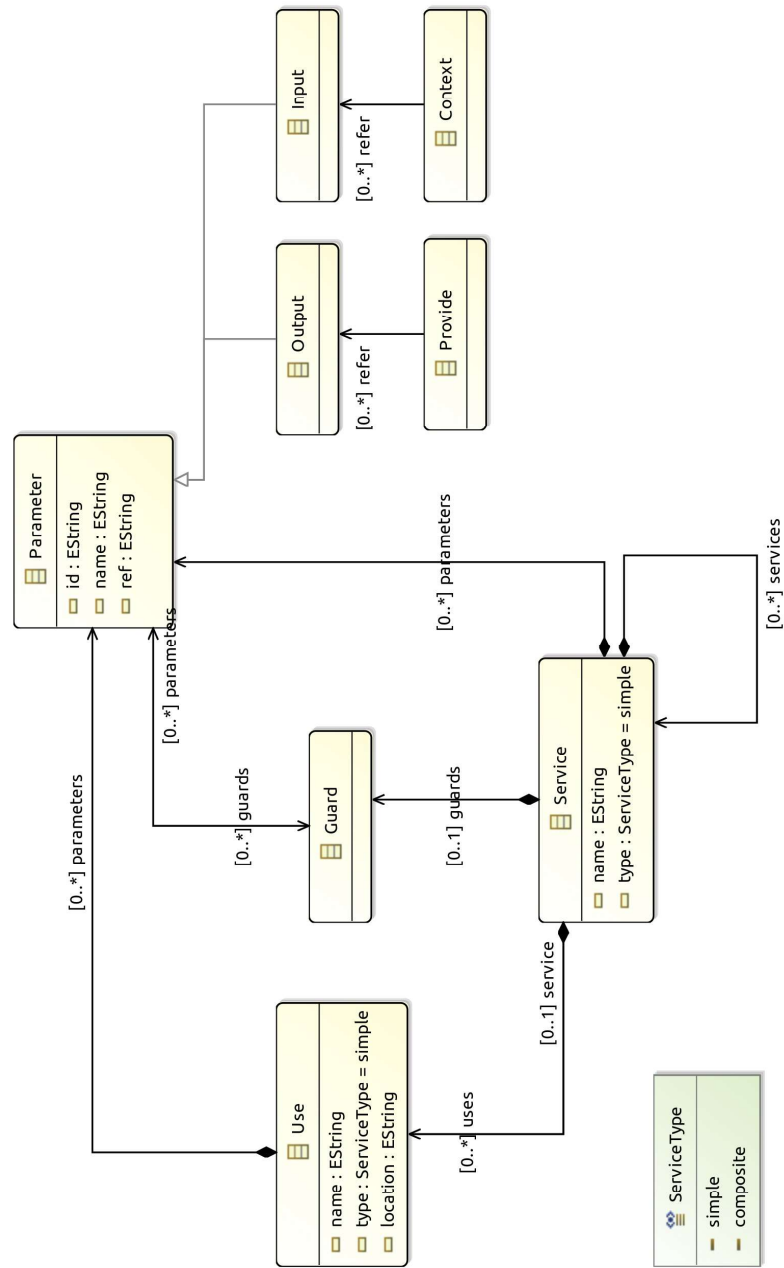 Use
name : EString
type : ServiceType = simple
location : EString
[0..*] parameters
[0..*] uses
[0..1] service
ServiceType
simple
composite
Guard
[0..*] guards
[0..*] parameters
[0..1] guards
Service
name : EString
type : ServiceType = simple
[0..*] services
[0..*] parameters
Parameter
id : EString
name : EString
ref : EString
Output
[0..*] refer
Provide
Input
[0..*] refer
Context